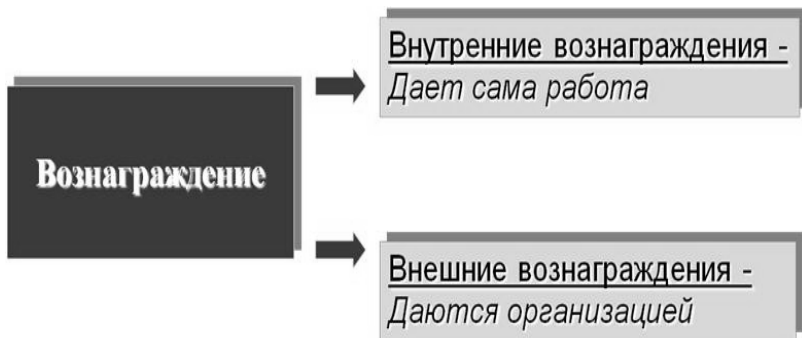 Вознаграждение
Внутренние вознаграждения -
Дает сама работа
Внешние вознаграждения -
Даются организацией